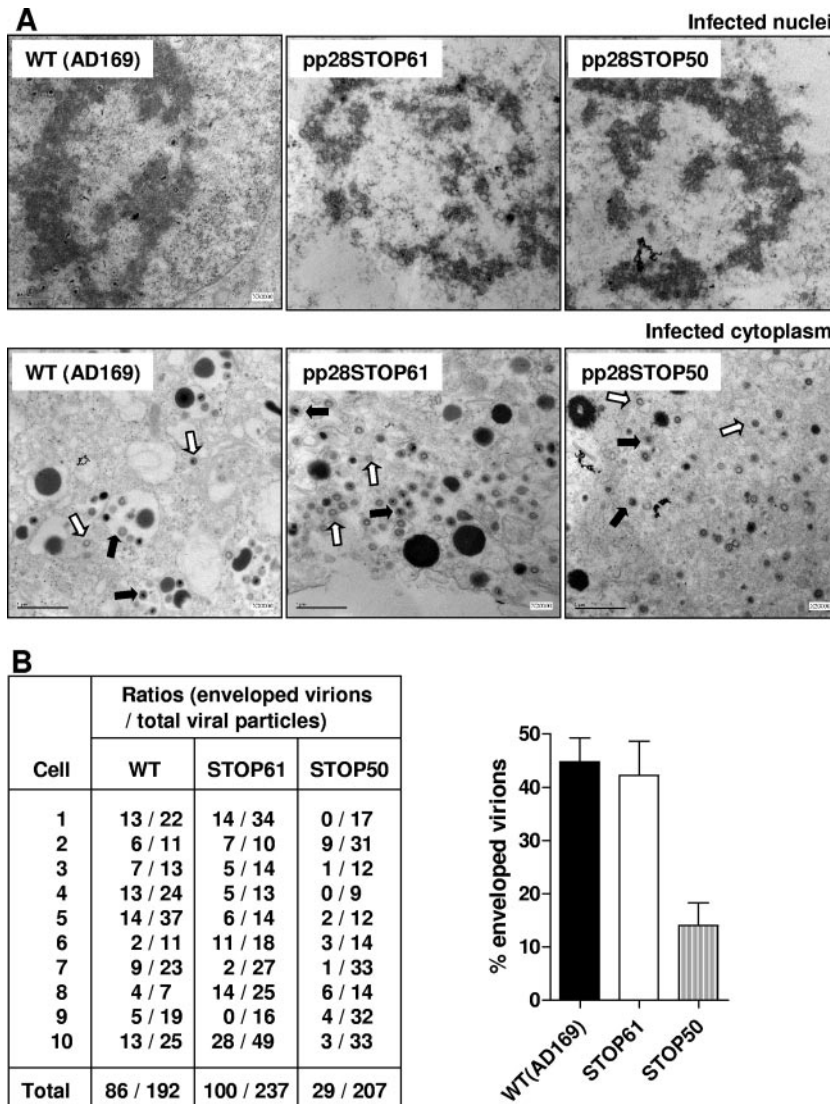 A
Infected nuclei
WT (AD169)
pp28STOP61
pp28STOP50
Infected cytoplasm
WT (AD169)
pp28STOP61
pp28STOP50
B
Ratios (enveloped virions
/ total viral particles)
Cell WT STOP61 STOP50
1 13 / 22 14 / 34 0 / 17
2 6 / 11 7 / 10 9 / 31
3 7 / 13 5 / 14 1 / 12
4 13 / 24 5 / 13 0 / 9
5 14 / 37 6 / 14 2 / 12
6 2 / 11 11 / 18 3 / 14
7 9 / 23 2 / 27 1 / 33
8 4 / 7 14 / 25 6 / 14
9 5 / 19 0 / 16 4 / 32
10 13 / 25 28 / 49 3 / 33
Total 86 / 192 100 / 237 29 / 207
% enveloped virions
50
40
30
20
10
0
WT(AD169)
STOP61
STOP50